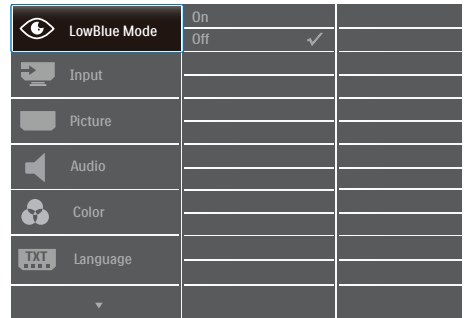 LowBlue Mode
On
Off
Input
Picture
Audio
Color
TXT
Language